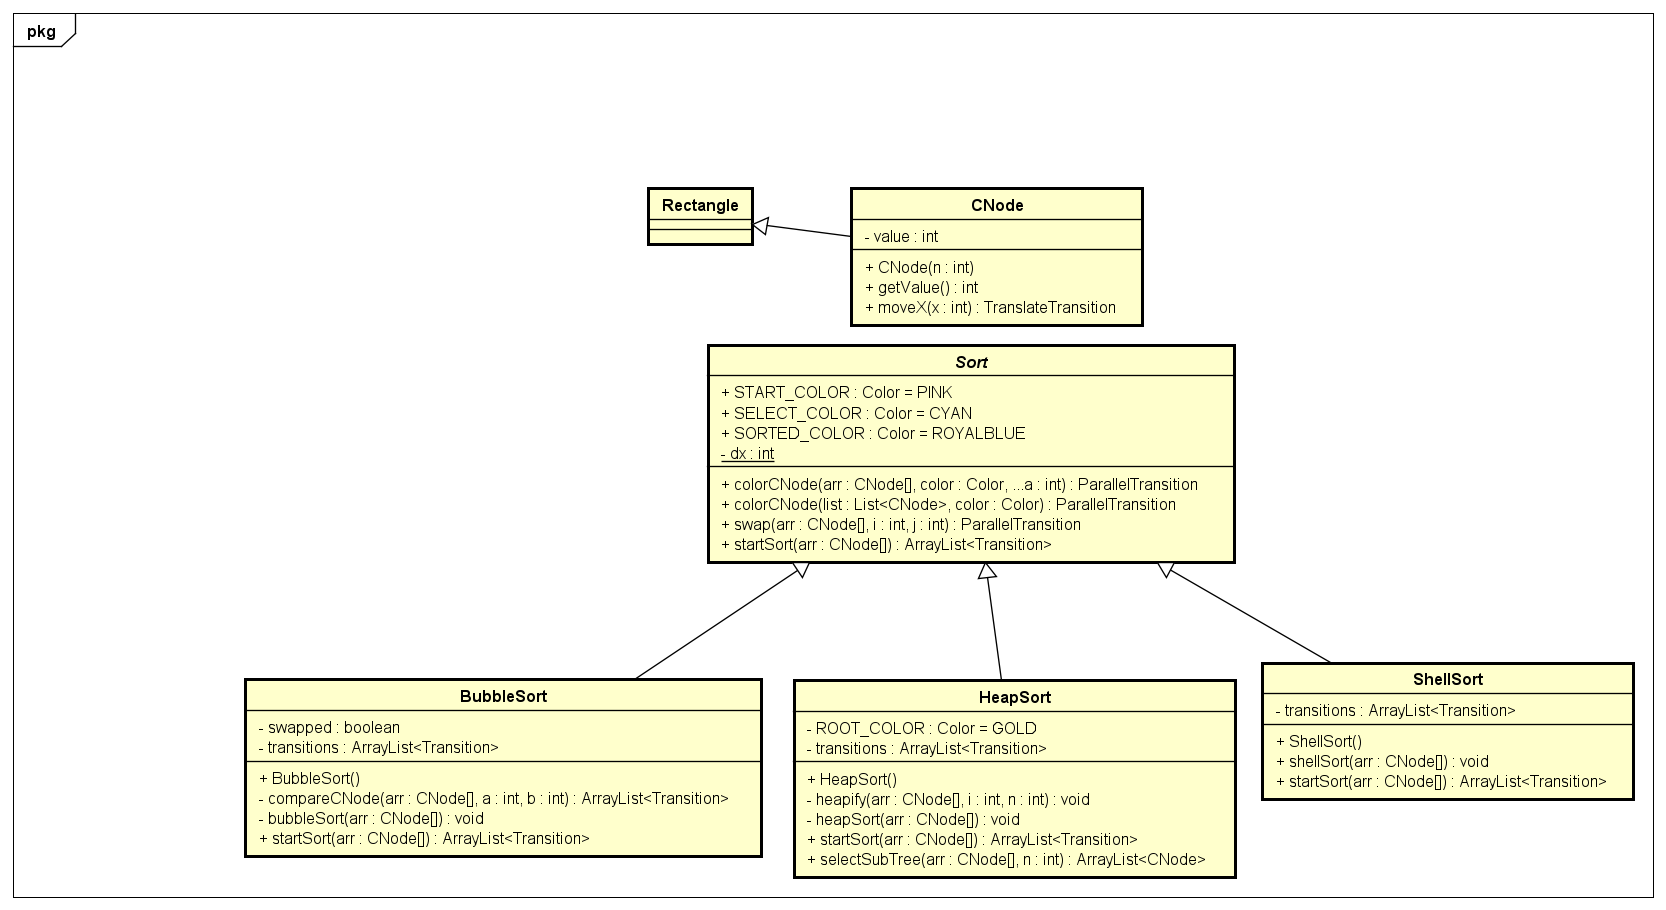 pkg
Rectangle
CNode
- value : int
+ CNode(n : int)
+ getValue() : int
+ moveX(x : int) : TranslateTransition
Sort
+ START_COLOR : Color = PINK
+ SELECT_COLOR : Color = CYAN
+ SORTED_COLOR : Color = ROYALBLUE
- dx : int
+ colorCNode(arr : CNode[], color : Color, ...a : int) : ParallelTransition
+ colorCNode(list : List<CNode>, color : Color) : ParallelTransition
+ swap(arr : CNode[], i : int, j : int) : ParallelTransition
+ startSort(arr : CNode[]) : ArrayList<Transition>
BubbleSort
- swapped : boolean
- transitions : ArrayList<Transition>
+ BubbleSort()
- compareCNode(arr : CNode[], a : int, b : int) : ArrayList<Transition>
- bubbleSort(arr : CNode[]) : void
+ startSort(arr : CNode[]) : ArrayList<Transition>
HeapSort
- ROOT_COLOR : Color = GOLD
- transitions : ArrayList<Transition>
+ HeapSort()
- heapify(arr : CNode[], i : int, n : int) : void
- heapSort(arr : CNode[]) : void
+ startSort(arr : CNode[]) : ArrayList<Transition>
+ selectSubTree(arr : CNode[], n : int) : ArrayList<CNode>
ShellSort
- transitions : ArrayList<Transition>
+ ShellSort()
+ shellSort(arr : CNode[]) : void
+ startSort(arr : CNode[]) : ArrayList<Transition>